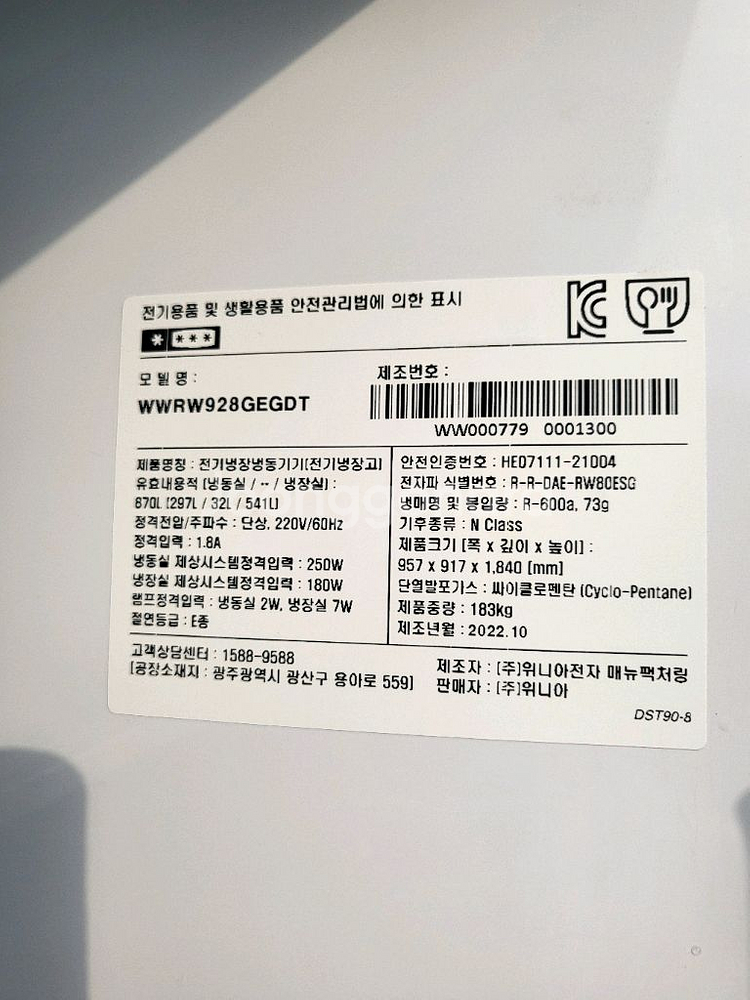 전기용품 및 생활용품 안전관리법에 의한 표시
KC
* ***
모 델 명 :
WWRW928GEGDT
제조번호 :
WW000779 0001300
제품명칭 : 전기냉장냉동기기(전기냉장고)
유효내용적 (냉동실 / -- / 냉장실) :
870L (297L / 32L / 541L)
정격전압/주파수 : 단상, 220V/60Hz
정격입력 : 1.8A
냉동실 제상시스템정격입력 : 250W
냉장실 제상시스템정격입력 : 180W
램프정격입력 : 냉동실 2W, 냉장실 7W
절연등급 : E종
안전인증번호 : HE07111-21004
전자파 식별번호 : R-R-DAE-RW80ESG
냉매명 및 봉입량 : R-600a, 73g
기후종류 : N Class
제품크기 [폭 x 깊이 x 높이] :
957 x 917 x 1,840 [mm]
단열발포가스 : 싸이클로펜탄 (Cyclo-Pentane)
제품중량 : 183kg
제조년월 : 2022.10
고객상담센터 : 1588-9588
[공장소재지 : 광주광역시 광산구 용아로 559]
제조자 : (주)위니아전자 매뉴팩처링
판매자 : (주)위니아
DST90-8